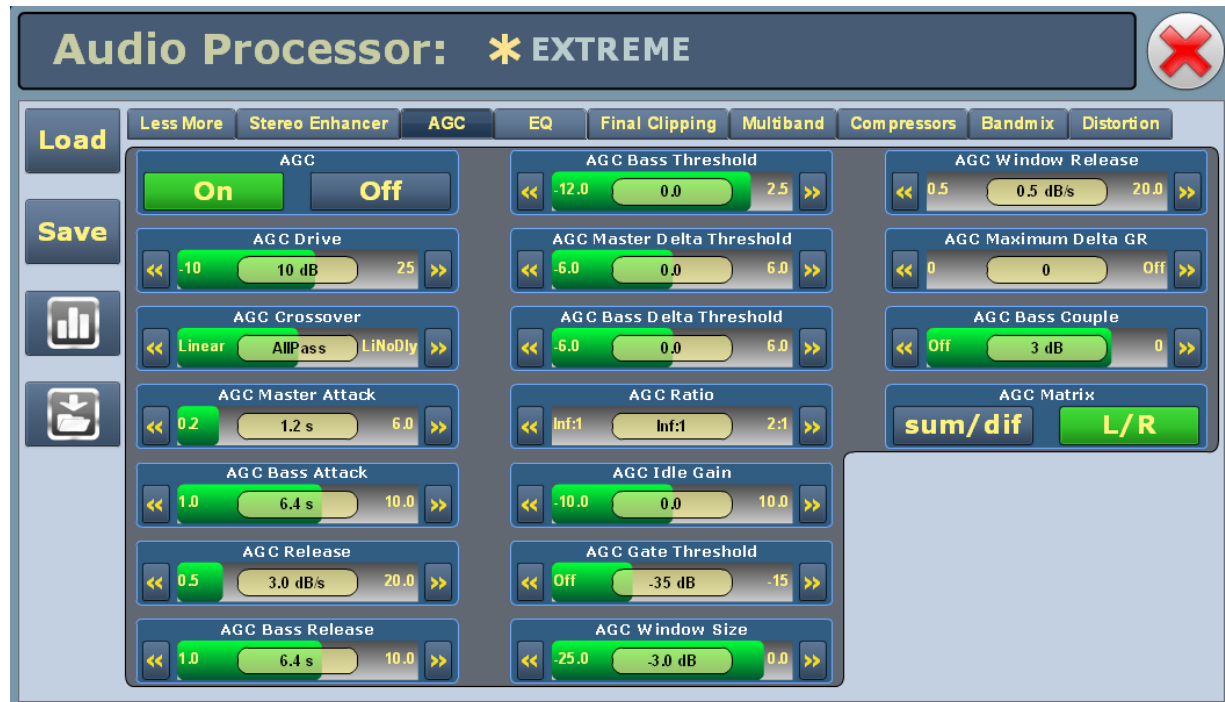 Audio Processor: * EXTREME
Load
Save
Less More Stereo Enhancer AGC EQ Final Clipping Multiband Compressors Bandmix Distortion
AGC
On Off
AGC Drive
<< -10 10 dB 25 >>
AGC Crossover
<< Linear AllPass LiNoDly >>
AGC Master Attack
<< 0.2 1.2 s 6.0 >>
AGC Bass Attack
<< 1.0 6.4 s 10.0 >>
AGC Release
<< 0.5 3.0 dB/s 20.0 >>
AGC Bass Release
<< 1.0 6.4 s 10.0 >>
AGC Bass Threshold
<< -12.0 0.0 2.5 >>
AGC Master Delta Threshold
<< -6.0 0.0 6.0 >>
AGC Bass Delta Threshold
<< -6.0 0.0 6.0 >>
AGC Ratio
<< Inf:1 Inf:1 2:1 >>
AGC Idle Gain
<< -10.0 0.0 10.0 >>
AGC Gate Threshold
<< Off -35 dB -15 >>
AGC Window Size
<< -25.0 -3.0 dB 0.0 >>
AGC Window Release
<< 0.5 0.5 dB/s 20.0 >>
AGC Maximum Delta GR
<< 0 0 Off >>
AGC Bass Couple
<< Off 3 dB 0 >>
AGC Matrix
sum/dif L/R